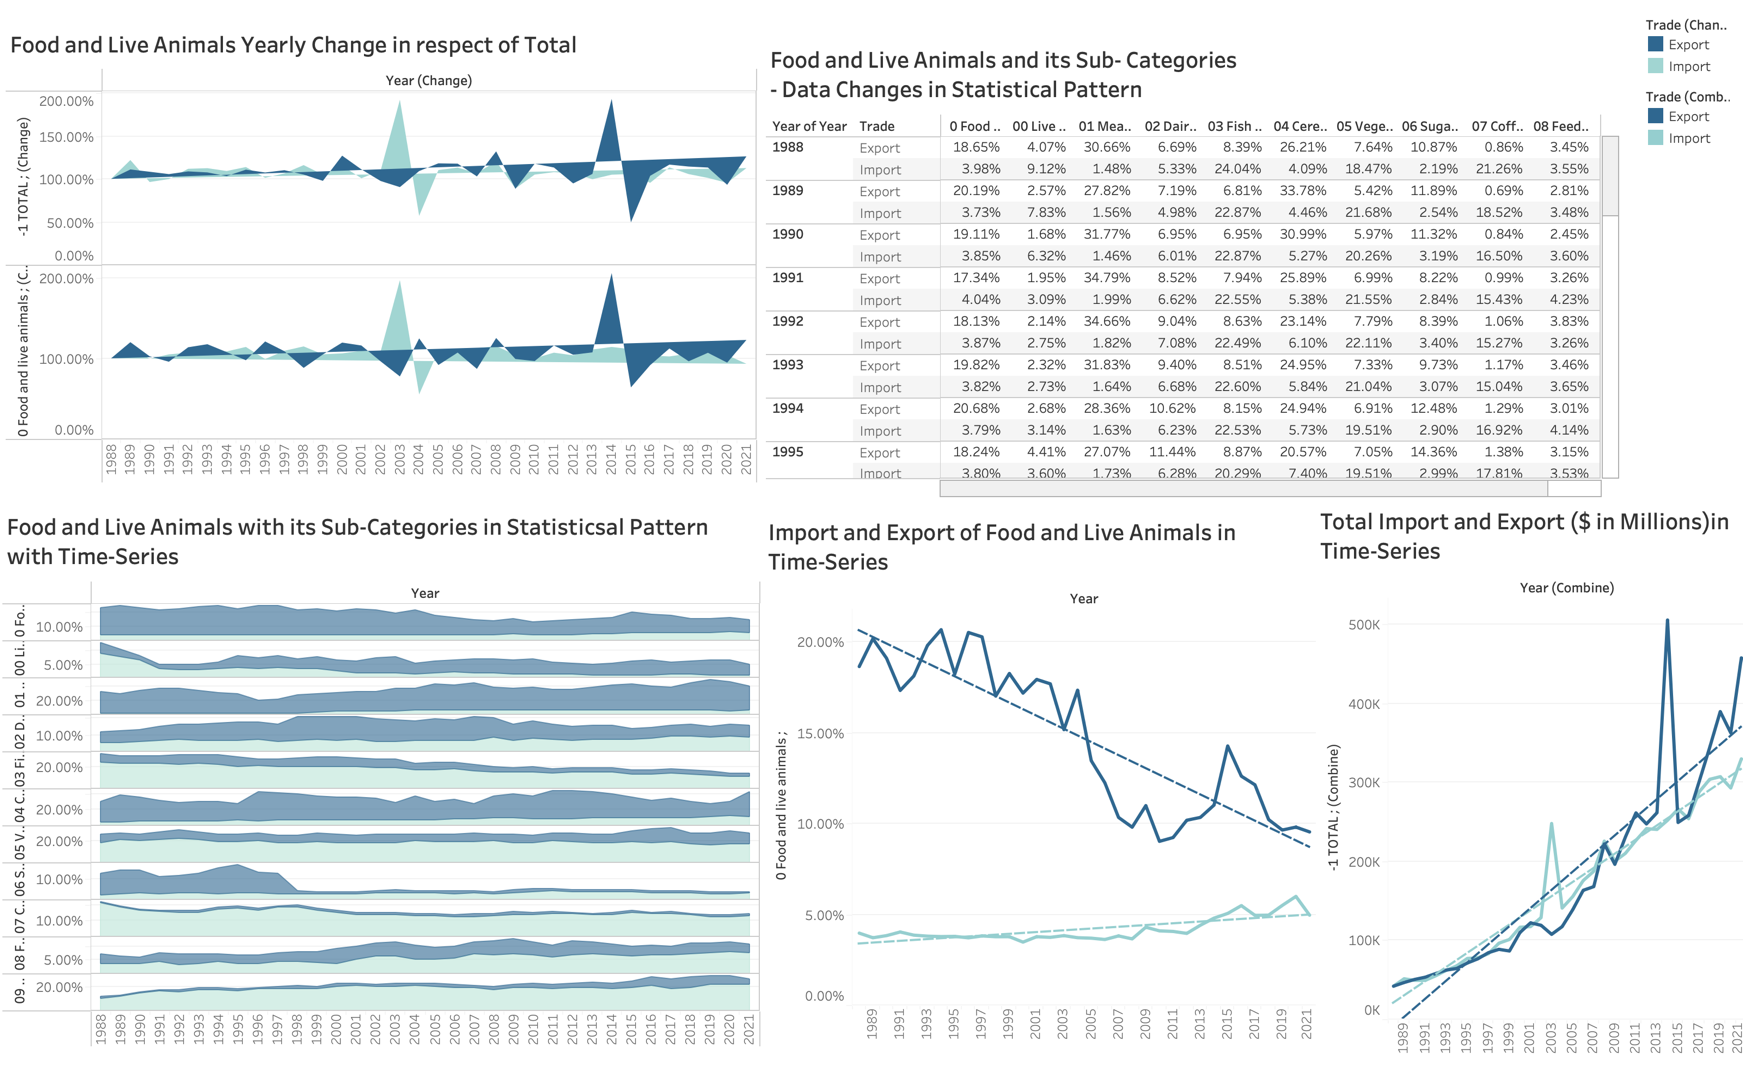 Food and Live Animals Yearly Change in respect of Total
Year (Change)
-1 TOTAL ; (Change)
200.00%
150.00%
100.00%
50.00%
0.00%
0 Food and live animals ; (C..
200.00%
100.00%
0.00%
1988 1989 1990 1991 1992 1993 1994 1995 1996 1997 1998 1999 2000 2001 2002 2003 2004 2005 2006 2007 2008 2009 2010 2011 2012 2013 2014 2015 2016 2017 2018 2019 2020 2021
Food and Live Animals and its Sub- Categories
- Data Changes in Statistical Pattern
Year of Year Trade 0 Food .. 00 Live .. 01 Mea.. 02 Dair.. 03 Fish .. 04 Cere.. 05 Vege.. 06 Suga.. 07 Coff.. 08 Feed..
1988 Export 18.65% 4.07% 30.66% 6.69% 8.39% 26.21% 7.64% 10.87% 0.86% 3.45%
Import 3.98% 9.12% 1.48% 5.33% 24.04% 4.09% 18.47% 2.19% 21.26% 3.55%
1989 Export 20.19% 2.57% 27.82% 7.19% 6.81% 33.78% 5.42% 11.89% 0.69% 2.81%
Import 3.73% 7.83% 1.56% 4.98% 22.87% 4.46% 21.68% 2.54% 18.52% 3.48%
1990 Export 19.11% 1.68% 31.77% 6.95% 6.95% 30.99% 5.97% 11.32% 0.84% 2.45%
Import 3.85% 6.32% 1.46% 6.01% 22.87% 5.27% 20.26% 3.19% 16.50% 3.60%
1991 Export 17.34% 1.95% 34.79% 8.52% 7.94% 25.89% 6.99% 8.22% 0.99% 3.26%
Import 4.04% 3.09% 1.99% 6.62% 22.55% 5.38% 21.55% 2.84% 15.43% 4.23%
1992 Export 18.13% 2.14% 34.66% 9.04% 8.63% 23.14% 7.79% 8.39% 1.06% 3.83%
Import 3.87% 2.75% 1.82% 7.08% 22.49% 6.10% 22.11% 3.40% 15.27% 3.26%
1993 Export 19.82% 2.32% 31.83% 9.40% 8.51% 24.95% 7.33% 9.73% 1.17% 3.46%
Import 3.82% 2.73% 1.64% 6.68% 22.60% 5.84% 21.04% 3.07% 15.04% 3.65%
1994 Export 20.68% 2.68% 28.36% 10.62% 8.15% 24.94% 6.91% 12.48% 1.29% 3.01%
Import 3.79% 3.14% 1.63% 6.23% 22.53% 5.73% 19.51% 2.90% 16.92% 4.14%
1995 Export 18.24% 4.41% 27.07% 11.44% 8.87% 20.57% 7.05% 14.36% 1.38% 3.15%
Import 3.80% 3.60% 1.73% 6.28% 20.29% 7.40% 19.51% 2.99% 17.81% 3.53%
Trade (Chan..
Export
Import
Trade (Comb..
Export
Import
Food and Live Animals with its Sub-Categories in Statisticsal Pattern
with Time-Series
Year
0 Fo..
10.00%
00 Li..
5.00%
01 ..
20.00%
02 D..
10.00%
03 Fi..
20.00%
04 C..
20.00%
05 V..
20.00%
06 S..
10.00%
07 C..
10.00%
08 F..
5.00%
09 ..
20.00%
1988 1989 1990 1991 1992 1993 1994 1995 1996 1997 1998 1999 2000 2001 2002 2003 2004 2005 2006 2007 2008 2009 2010 2011 2012 2013 2014 2015 2016 2017 2018 2019 2020 2021
Import and Export of Food and Live Animals in
Time-Series
Year
0 Food and live animals ;
20.00%
15.00%
10.00%
5.00%
0.00%
1989 1991 1993 1995 1997 1999 2001 2003 2005 2007 2009 2011 2013 2015 2017 2019 2021
Total Import and Export ($ in Millions)in
Time-Series
Year (Combine)
-1 TOTAL ; (Combine)
500K
400K
300K
200K
100K
0K
1989 1991 1993 1995 1997 1999 2001 2003 2005 2007 2009 2011 2013 2015 2017 2019 2021